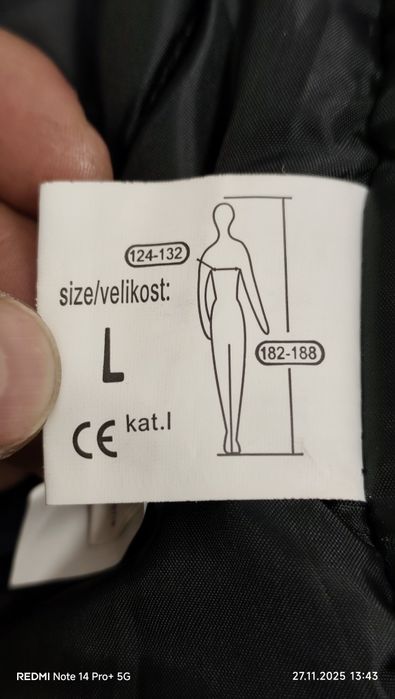 124-132
size/velikost:
L
182-188
CE kat.I
REDMI Note 14 Pro+ 5G
27.11.2025 13:43